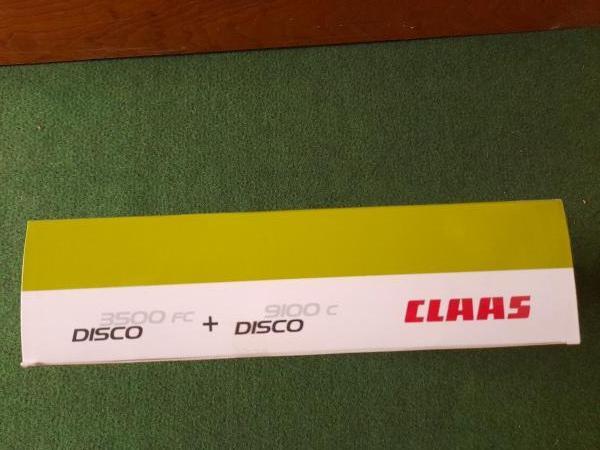 3500 FC
DISCO
+
9100 C
DISCO
CLAAS